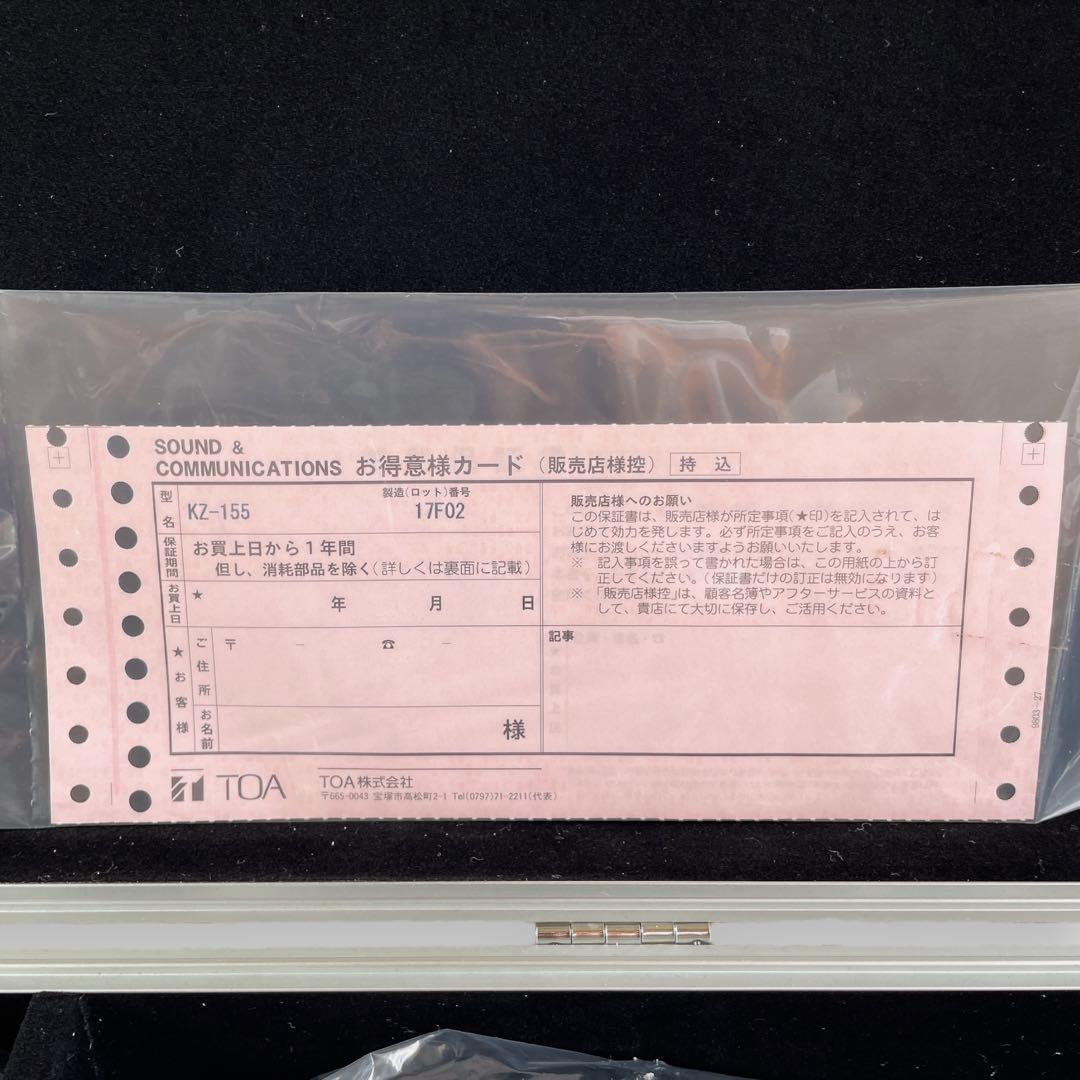 SOUND &
COMMUNICATIONS お得意様カード（販売店様控） 持込
型名 KZ-155 製造(ロット)番号 17F02
保証期間 お買上日から1年間
但し、消耗部品を除く(詳しくは裏面に記載)
お買上日 ★ 年 月 日
★お客様 ご住所 〒 － ☎ －
お名前 様
販売店様へのお願い
この保証書は、販売店様が所定事項(★印)を記入されて、は
じめて効力を発します。必ず所定事項をご記入のうえ、お客
様にお渡しくださいますようお願いいたします。
※ 記入事項を誤って書かれた場合は、この用紙の上から訂
正してください。（保証書だけの訂正は無効になります）
※ 「販売店様控」は、顧客名簿やアフターサービスの資料と
して、貴店にて大切に保存し、ご活用ください。
記事
9803-27
TOA TOA株式会社
〒665-0043 宝塚市高松町2-1 Tel(0797)71-2211(代表)